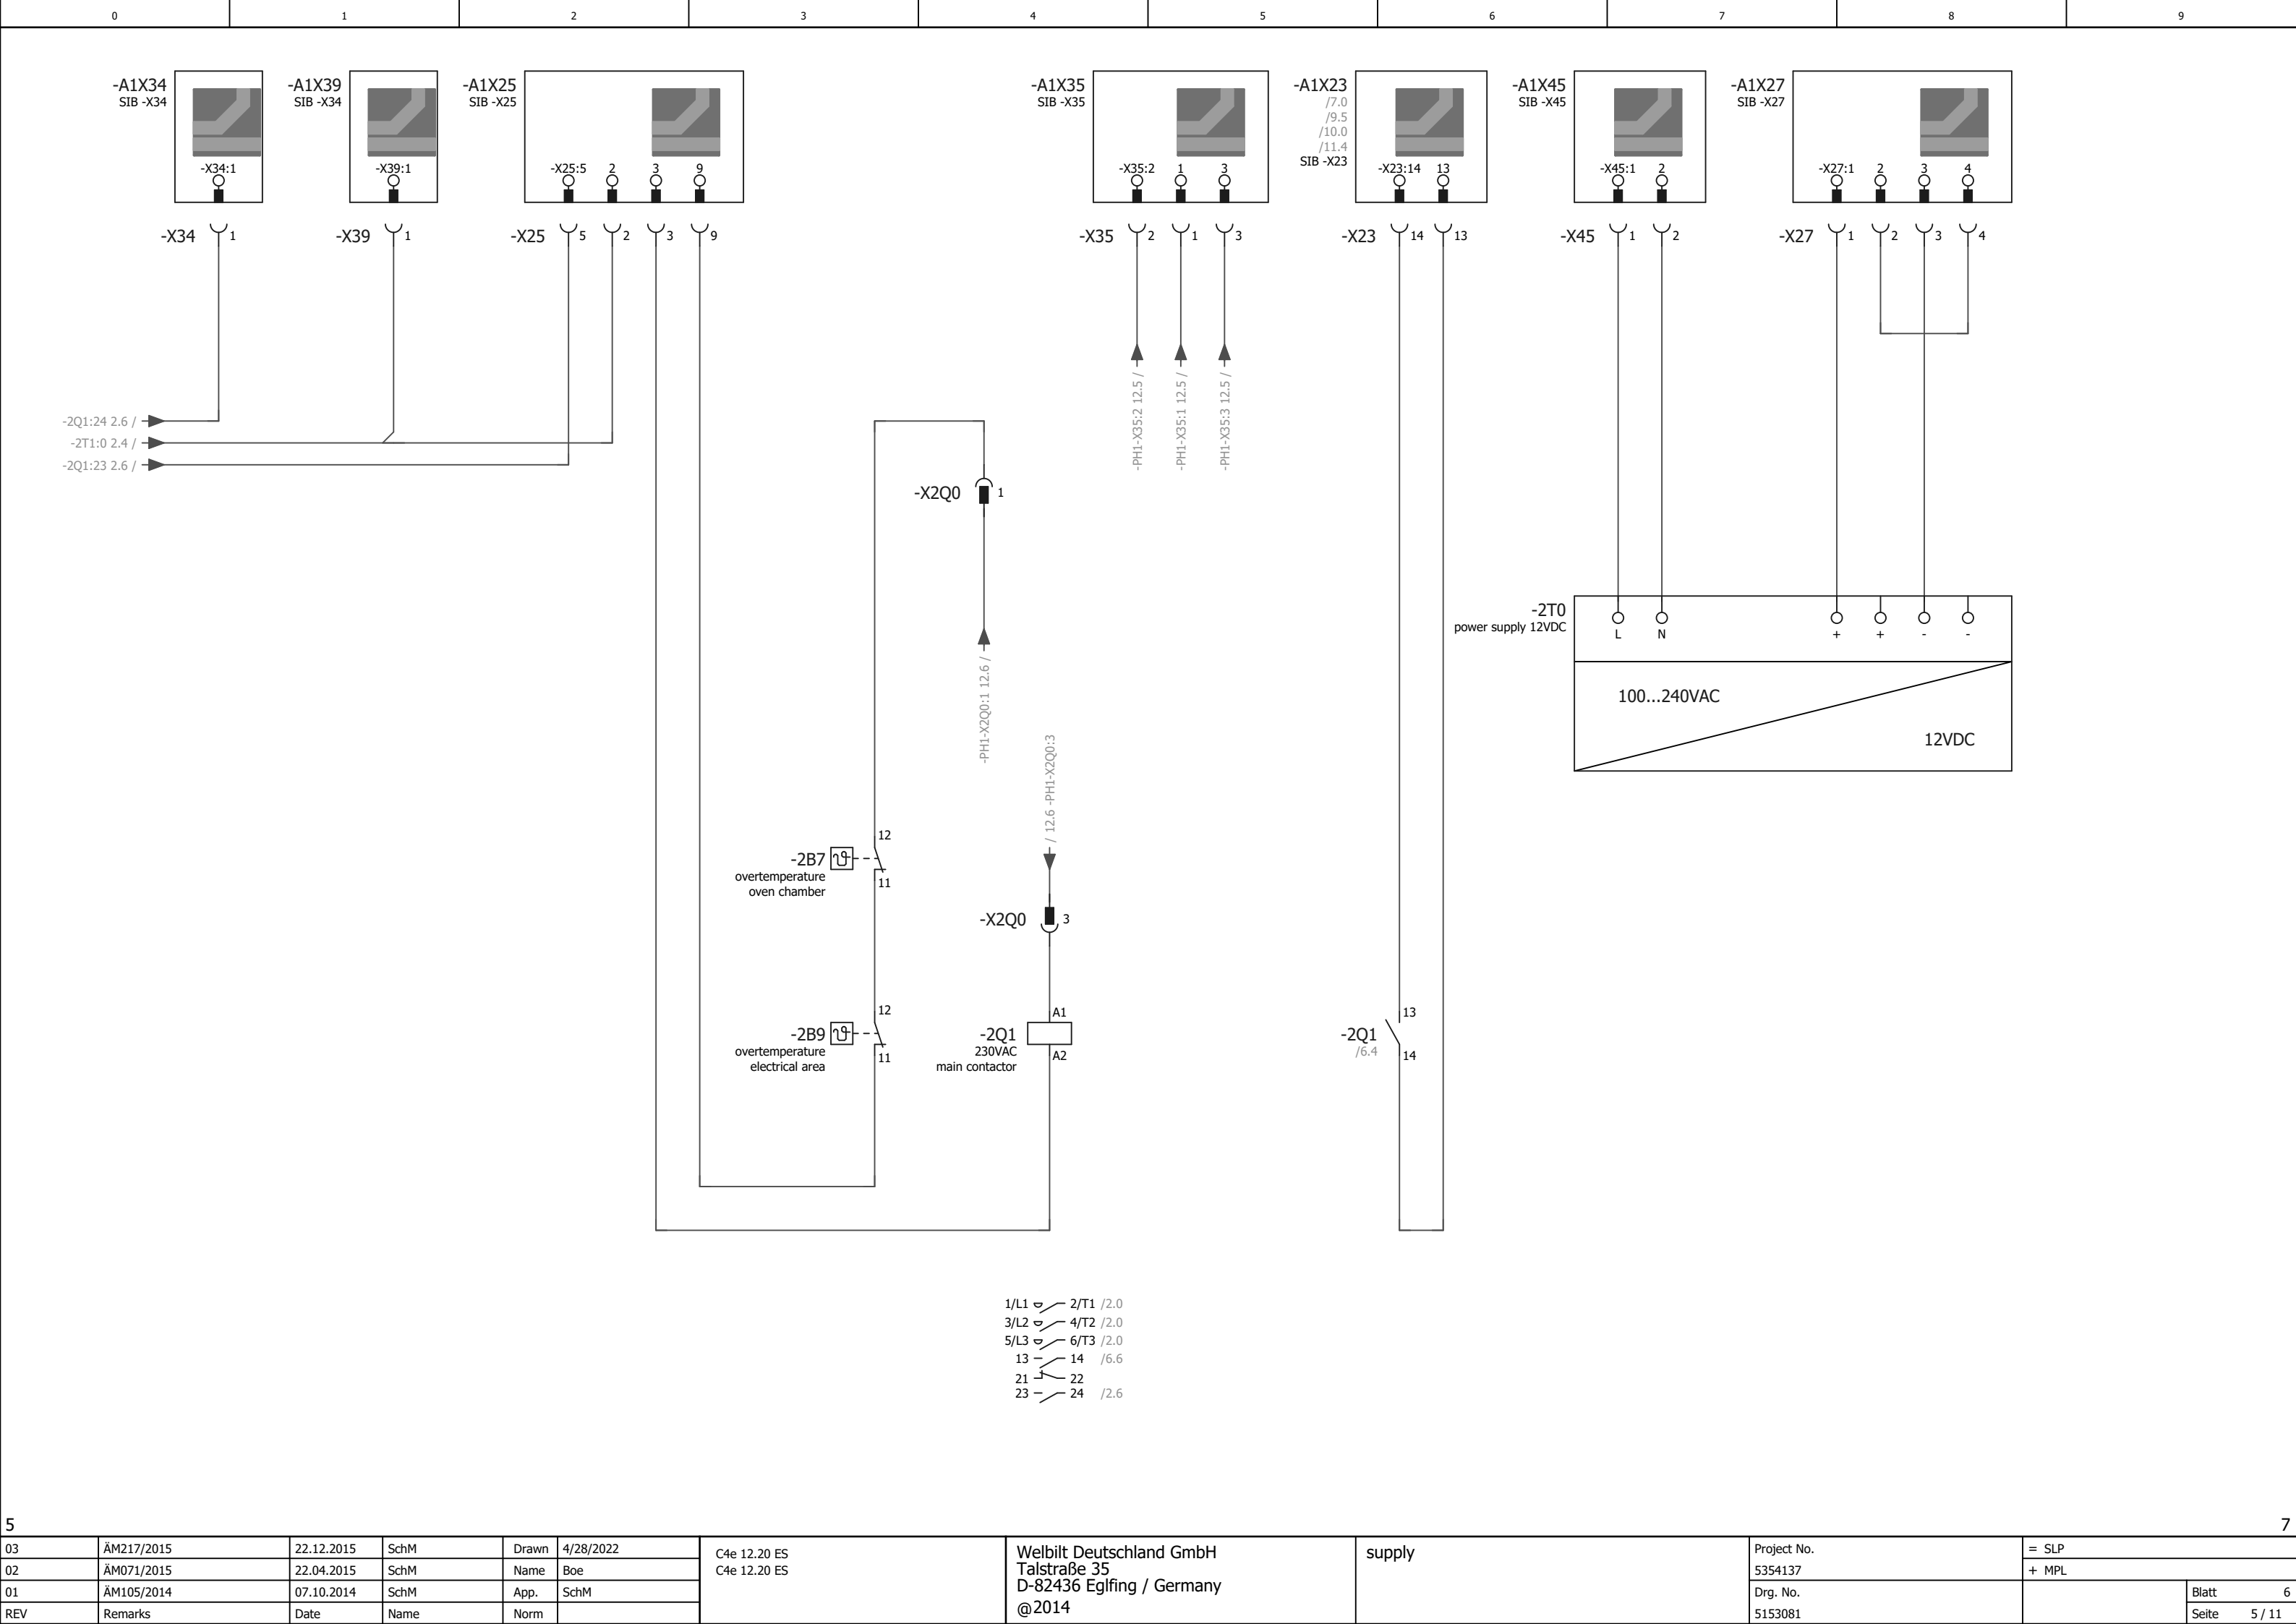 0 1 2 3 4 5 6 7 8 9
-A1X34 -A1X39 -A1X25 -A1X35 -A1X23 -A1X45 -A1X27
SIB -X34 SIB -X34 SIB -X25 SIB -X35 /7.0 SIB -X45 SIB -X27
/9.5
/10.0
/11.4
SIB -X23
-X34:1 -X39:1 -X25:5 2 3 9 -X35:2 1 3 -X23:14 13 -X45:1 2 -X27:1 2 3 4
-X34 1 -X39 1 -X25 5 2 3 9 -X35 2 1 3 -X23 14 13 -X45 1 2 -X27 1 2 3 4
-PH1-X35:2 12.5 /
-PH1-X35:1 12.5 /
-PH1-X35:3 12.5 /
-2Q1:24 2.6 /
-2T1:0 2.4 /
-2Q1:23 2.6 /
-X2Q0 1
-PH1-X2Q0:1 12.6 /
-2T0
power supply 12VDC
L N + + - -
100...240VAC
12VDC
/ 12.6 -PH1-X2Q0:3
12
-2B7
overtemperature
oven chamber
11
-X2Q0 3
12
-2B9
overtemperature
electrical area
11
A1
-2Q1
230VAC
main contactor
A2
13
-2Q1
/6.4
14
1/L1 2/T1 /2.0
3/L2 4/T2 /2.0
5/L3 6/T3 /2.0
13 14 /6.6
21 22
23 24 /2.6
5 7
03 ÄM217/2015 22.12.2015 SchM Drawn 4/28/2022
02 ÄM071/2015 22.04.2015 SchM Name Boe
01 ÄM105/2014 07.10.2014 SchM App. SchM
REV Remarks Date Name Norm
C4e 12.20 ES
C4e 12.20 ES
Welbilt Deutschland GmbH
Talstraße 35
D-82436 Eglfing / Germany
@2014
supply
Project No.
5354137
Drg. No.
5153081
= SLP
+ MPL
Blatt 6
Seite 5 / 11